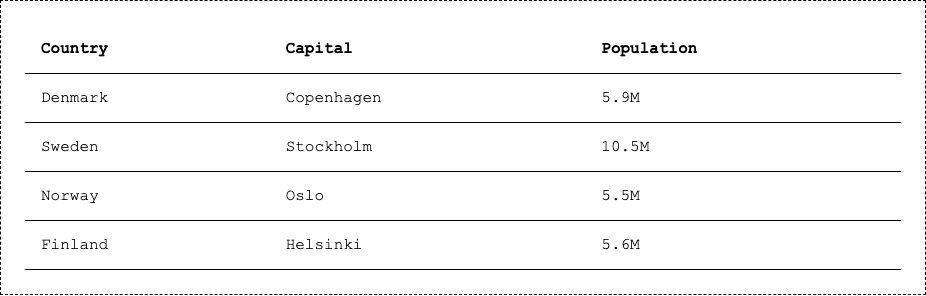 Country Capital Population
Denmark Copenhagen 5.9M
Sweden Stockholm 10.5M
Norway Oslo 5.5M
Finland Helsinki 5.6M